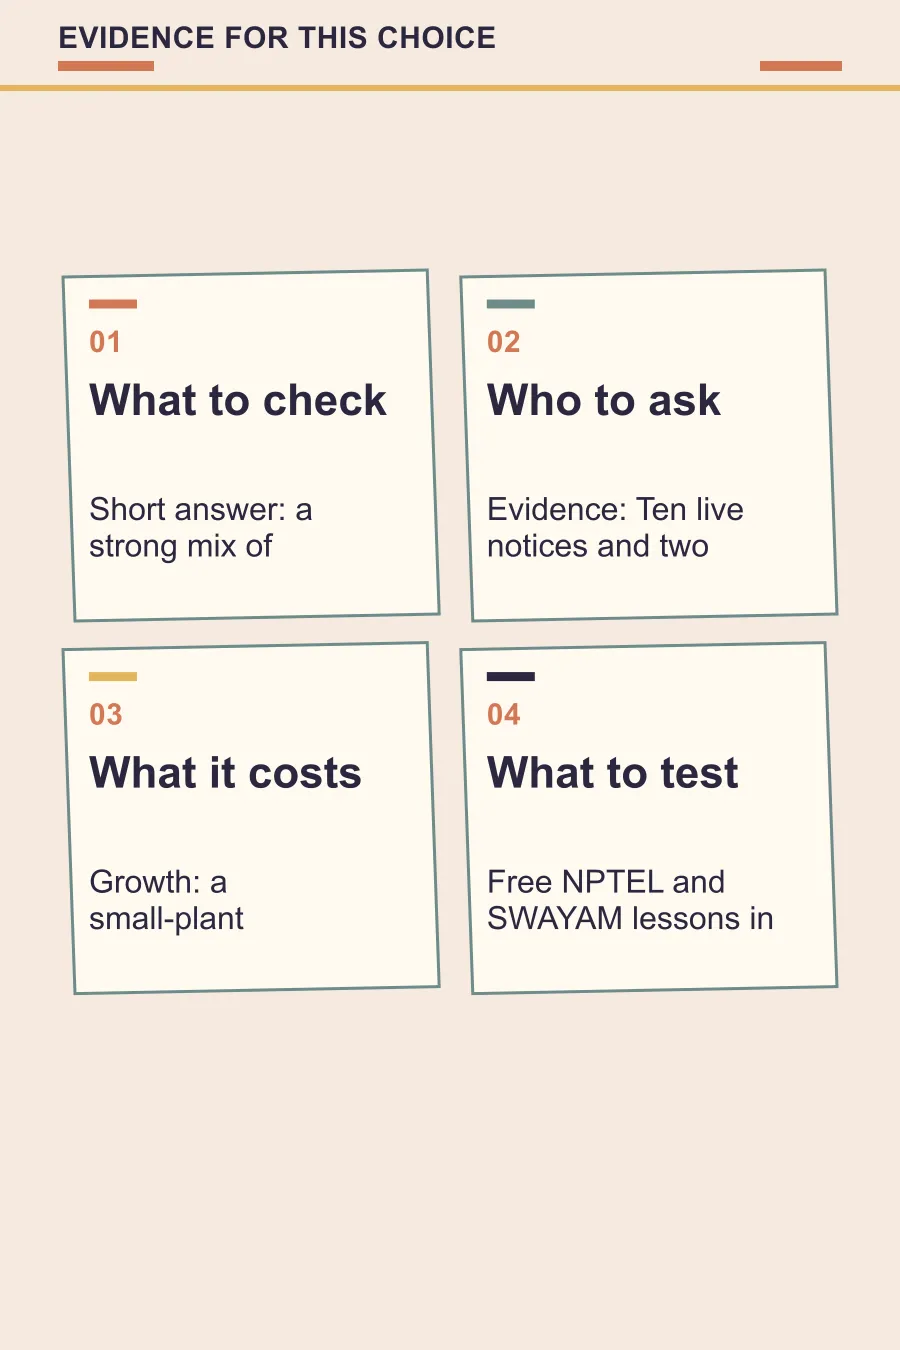 EVIDENCE FOR THIS CHOICE
01
What to check
Short answer: a
strong mix of
02
Who to ask
Evidence: Ten live
notices and two
03
What it costs
Growth: a
small-plant
04
What to test
Free NPTEL and
SWAYAM lessons in